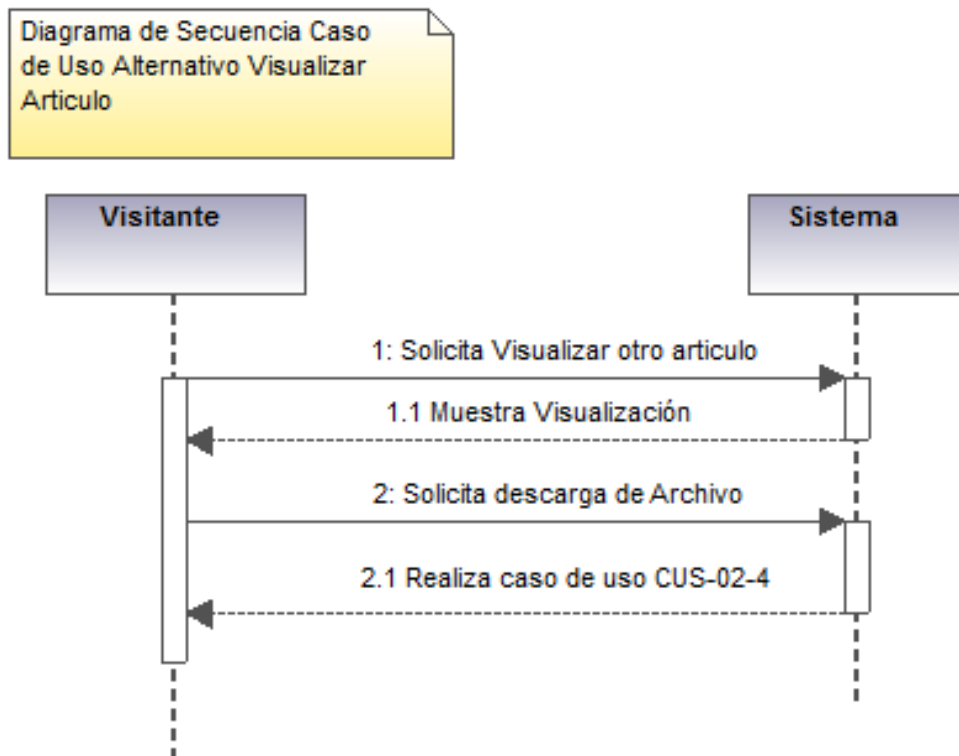 Diagrama de Secuencia Caso
de Uso Alternativo Visualizar
Articulo
Visitante
Sistema
1: Solicita Visualizar otro articulo
1.1 Muestra Visualización
2: Solicita descarga de Archivo
2.1 Realiza caso de uso CUS-02-4